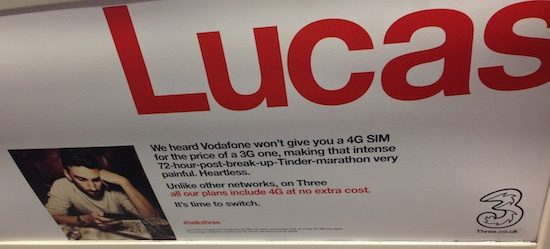 Lucas
We heard Vodafone won't give you a 4G SIM
for the price of a 3G one, making that intense
72-hour-post-break-up-Tinder-marathon very
painful. Heartless.
Unlike other networks, on Three
all our plans include 4G at no extra cost.
It's time to switch.
#hellothree
3
Three.co.uk